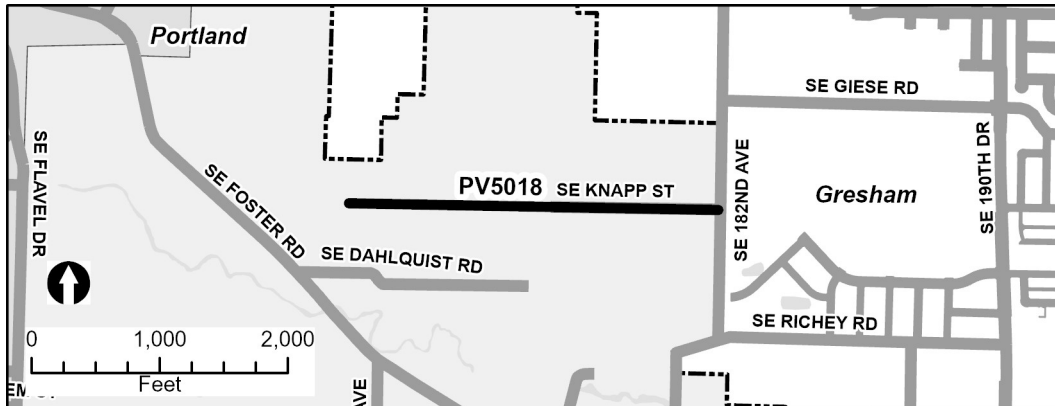 Portland
SE GIESE RD
SE FLAVEL DR
SE FOSTER RD
PV5018 SE KNAPP ST
SE 182ND AVE
Gresham
SE 190TH DR
SE DAHLQUIST RD
SE RICHEY RD
0 1,000 2,000
Feet
AVE